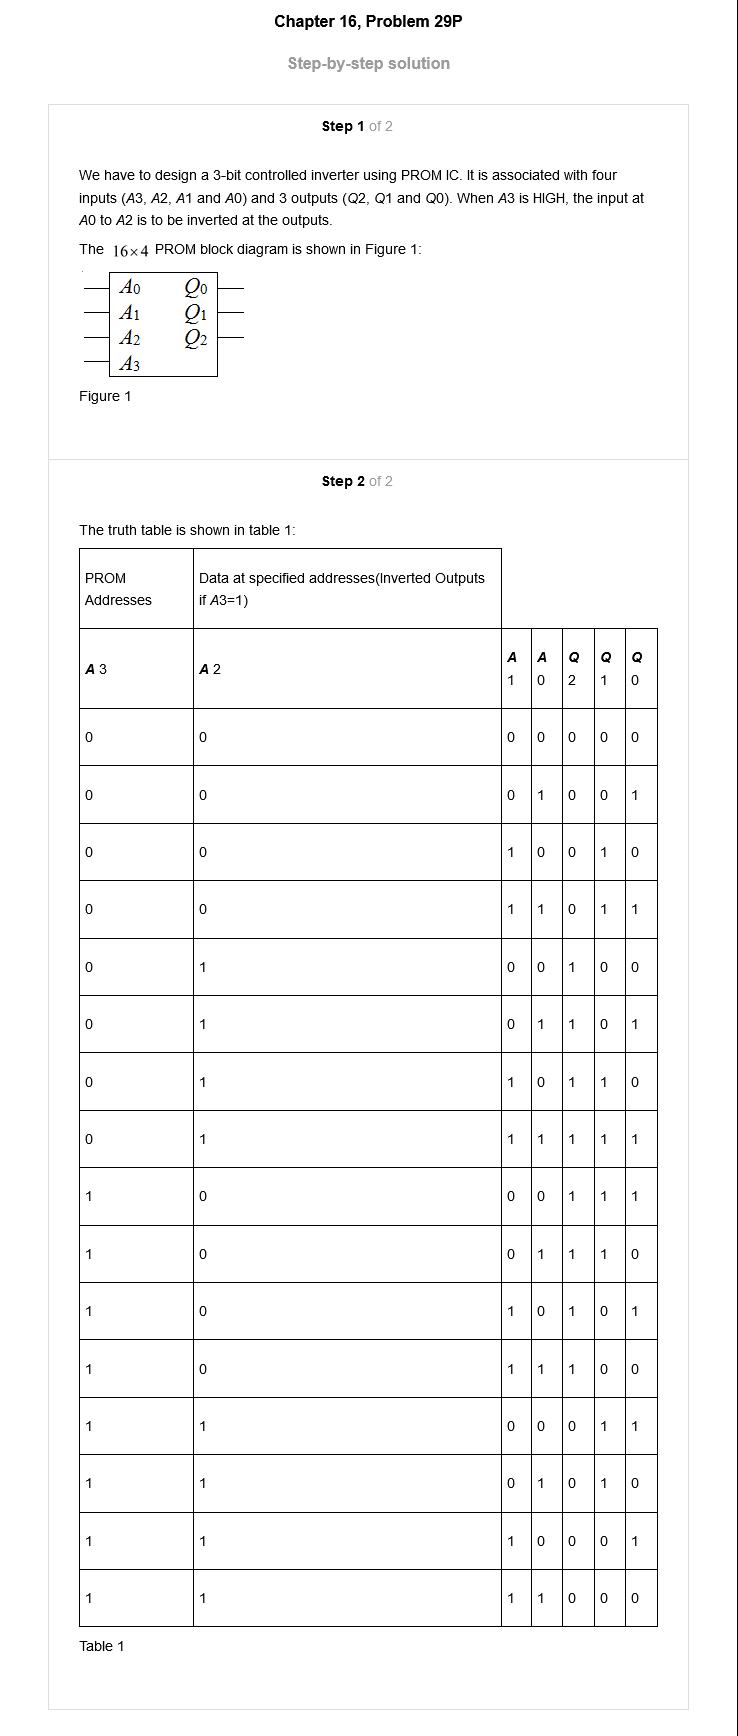 Chapter 16, Problem 29P
Step-by-step solution
Step 1 of 2
We have to design a 3-bit controlled inverter using PROM IC. It is associated with four
inputs (A3, A2, A1 and A0) and 3 outputs (Q2, Q1 and Q0). When A3 is HIGH, the input at
A0 to A2 is to be inverted at the outputs.
The 16×4 PROM block diagram is shown in Figure 1:
A0 Q0
A1 Q1
A2 Q2
A3
Figure 1
Step 2 of 2
The truth table is shown in table 1:
PROM Data at specified addresses(Inverted Outputs
Addresses if A3=1)
A 3 A 2 A 1 A 0 Q 2 Q 1 Q 0
0 0 0 0 0 0 0
0 0 0 1 0 0 1
0 0 1 0 0 1 0
0 0 1 1 0 1 1
0 1 0 0 1 0 0
0 1 0 1 1 0 1
0 1 1 0 1 1 0
0 1 1 1 1 1 1
1 0 0 0 1 1 1
1 0 0 1 1 1 0
1 0 1 0 1 0 1
1 0 1 1 1 0 0
1 1 0 0 0 1 1
1 1 0 1 0 1 0
1 1 1 0 0 0 1
1 1 1 1 0 0 0
Table 1